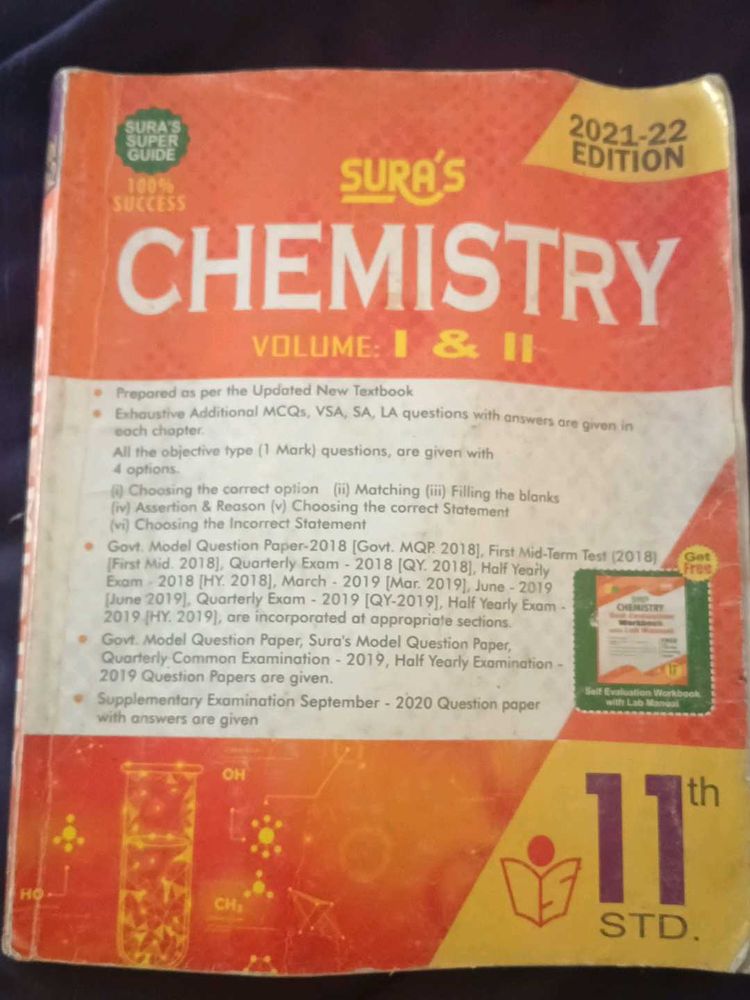 SURA'S
SUPER
GUIDE
100%
SUCCESS
2021-22
EDITION
SURA'S
CHEMISTRY
VOLUME: I & II
• Prepared as per the Updated New Textbook
• Exhaustive Additional MCQs, VSA, SA, LA questions with answers are given in
each chapter.
All the objective type (1 Mark) questions, are given with
4 options.
(i) Choosing the correct option (ii) Matching (iii) Filling the blanks
(iv) Assertion & Reason (v) Choosing the correct Statement
(vi) Choosing the Incorrect Statement
• Govt. Model Question Paper-2018 [Govt. MQP. 2018], First Mid-Term Test (2018)
[First Mid. 2018], Quarterly Exam - 2018 [QY. 2018], Half Yearly
Exam - 2018 [HY. 2018], March - 2019 [Mar. 2019], June - 2019
[June 2019], Quarterly Exam - 2019 [QY-2019], Half Yearly Exam -
2019 [HY. 2019], are incorporated at appropriate sections.
• Govt. Model Question Paper, Sura's Model Question Paper,
Quarterly Common Examination - 2019, Half Yearly Examination -
2019 Question Papers are given.
• Supplementary Examination September - 2020 Question paper
with answers are given
Get
Free
CHEMISTRY
Workbook
Self Evaluation Workbook
with Lab Manual
OH
HO
CH₃
11th
STD.